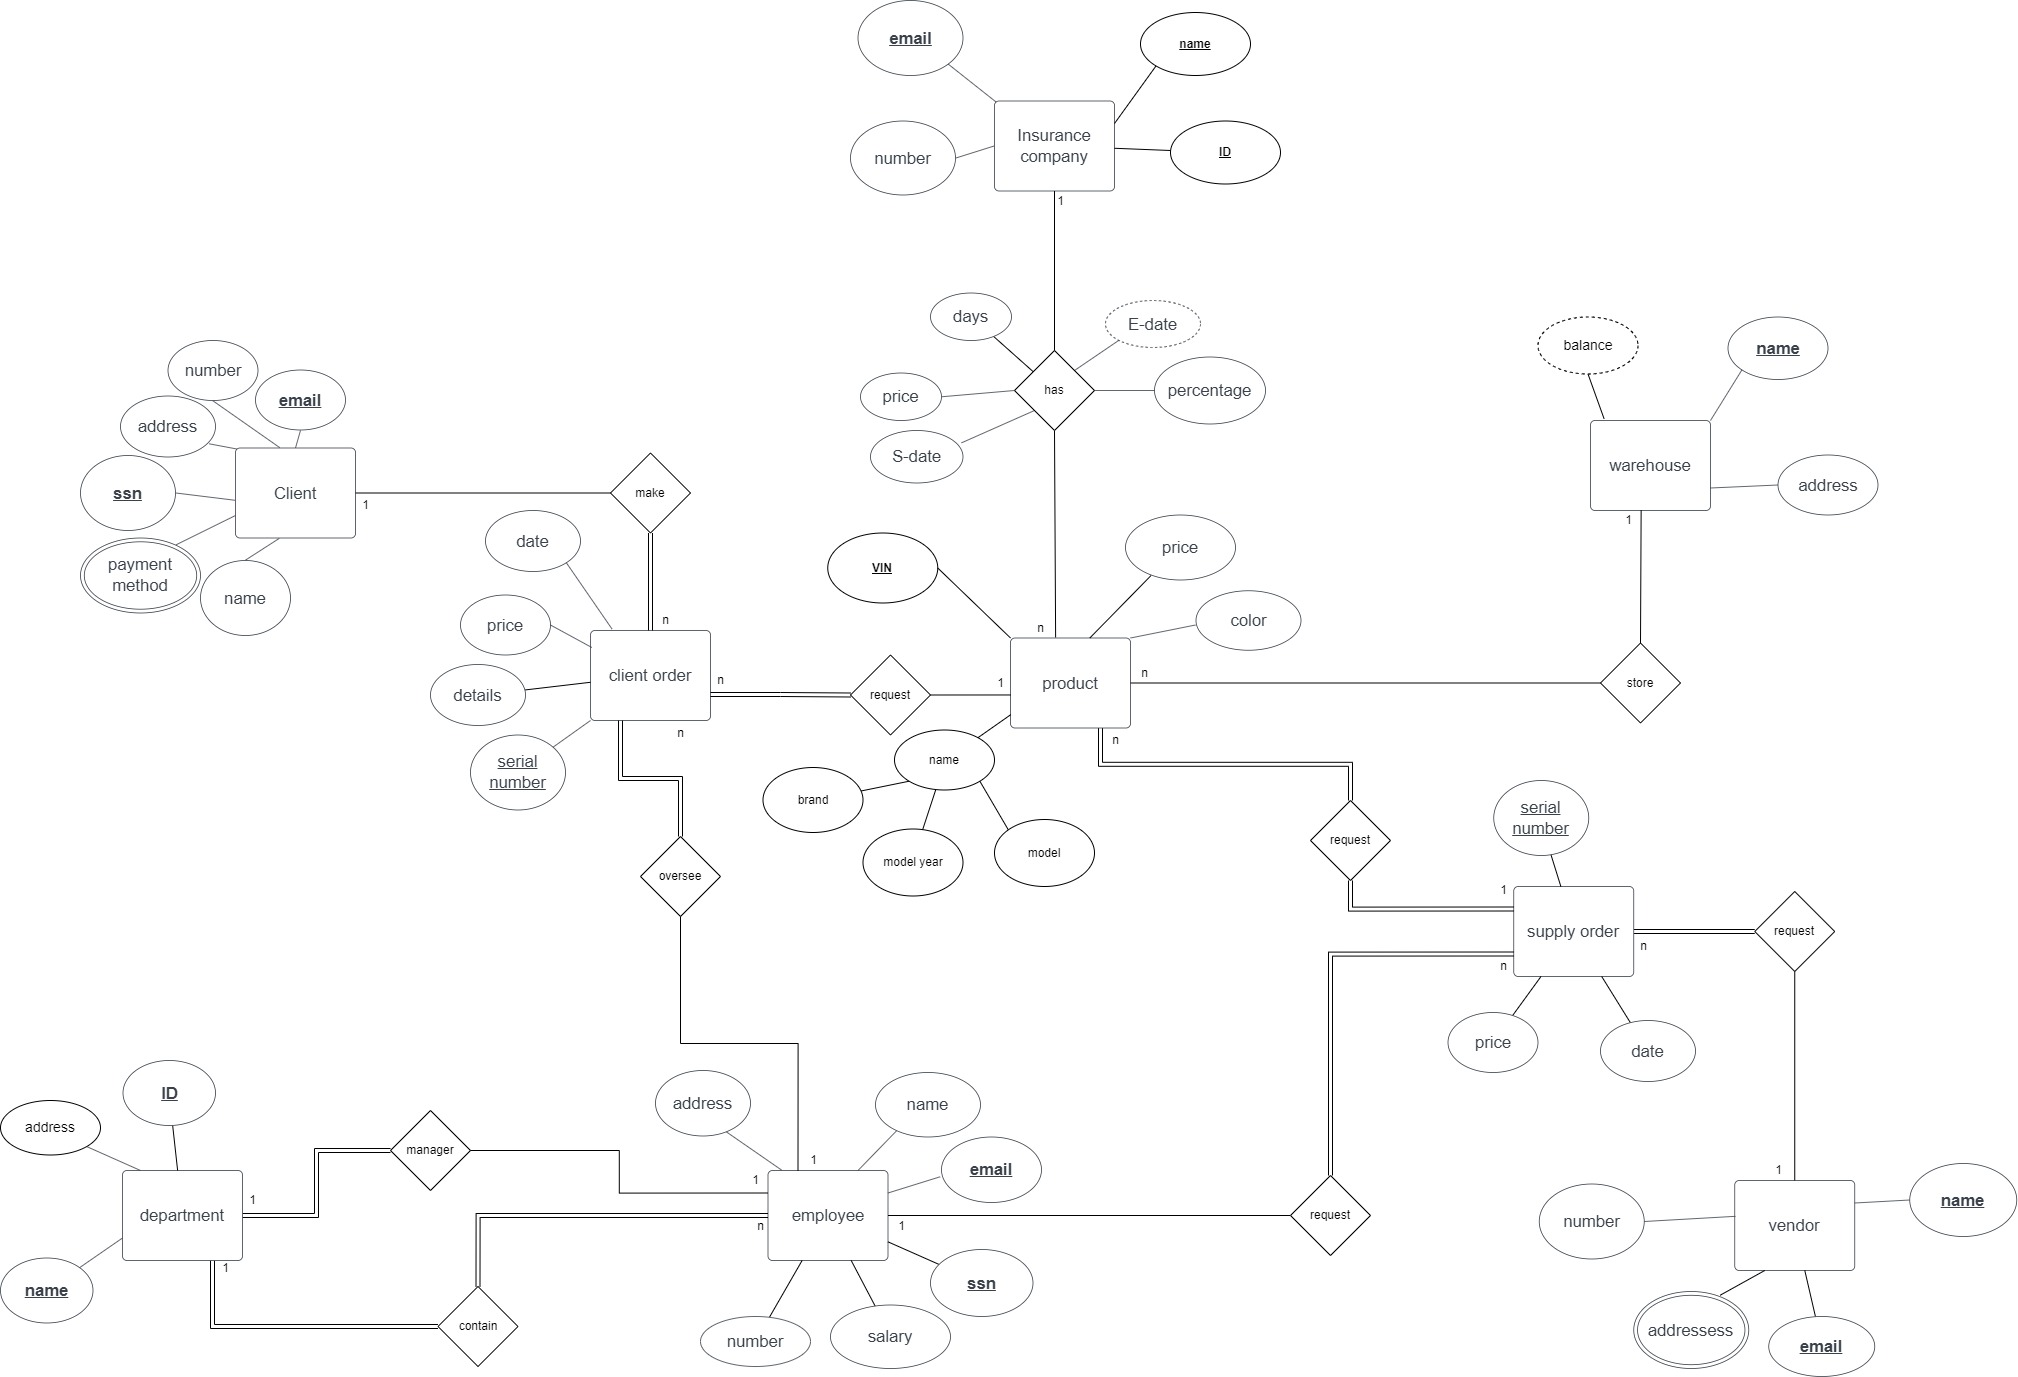 email
name
Insurance
company
number
ID
1
days
E-date
price
has
percentage
S-date
balance
name
warehouse
address
1
number
email
address
ssn
Client
1
payment
method
name
make
date
n
price
client order
details
serial
number
n
n
request
1
VIN
price
color
n
product
n
n
store
name
brand
model year
model
oversee
request
serial
number
1
supply order
n
n
request
price
date
address
ID
department
name
1
1
manager
contain
address
name
1
1
email
employee
n
1
ssn
number
salary
request
1
number
vendor
name
addressess
email